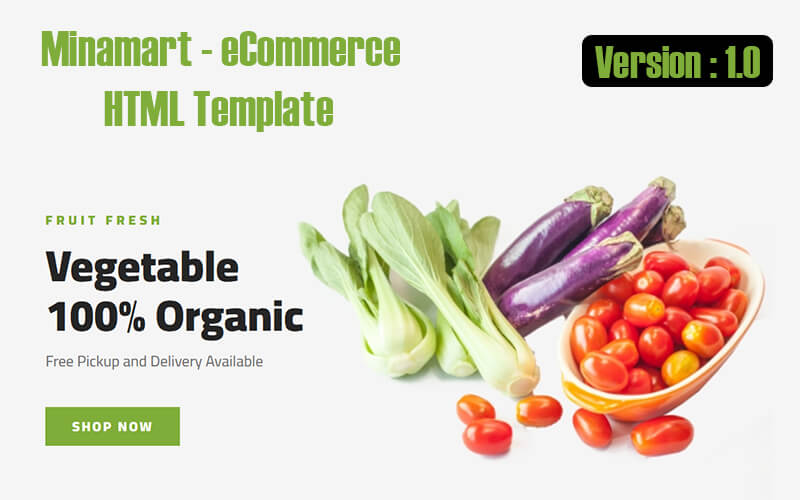 Minamart - eCommerce
HTML Template
Version : 1.0
FRUIT FRESH
Vegetable
100% Organic
Free Pickup and Delivery Available
SHOP NOW